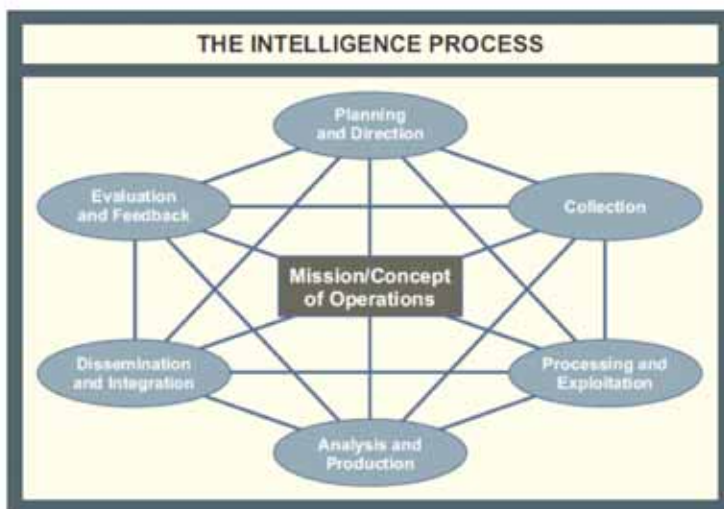 THE INTELLIGENCE PROCESS
Planning
and Direction
Evaluation
and Feedback
Collection
Mission/Concept
of Operations
Dissemination
and Integration
Processing and
Exploitation
Analysis and
Production